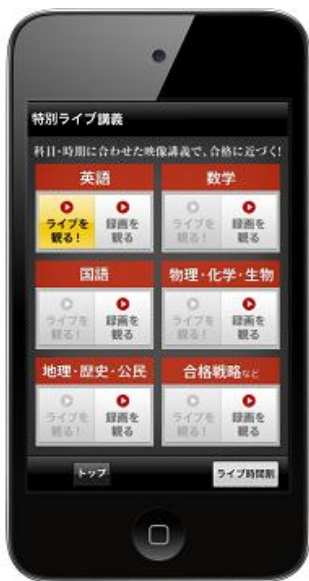 特別ライブ講義
科目・時期に合わせた映像講義で、合格に近づく!
英語
数学
ライブを
観る!
録画を
観る
ライブを
観る!
録画を
観る
国語
物理・化学・生物
ライブを
観る!
録画を
観る
ライブを
観る!
録画を
観る
地理・歴史・公民
合格戦略など
ライブを
観る!
録画を
観る
ライブを
観る!
録画を
観る
トップ
ライブ時間割